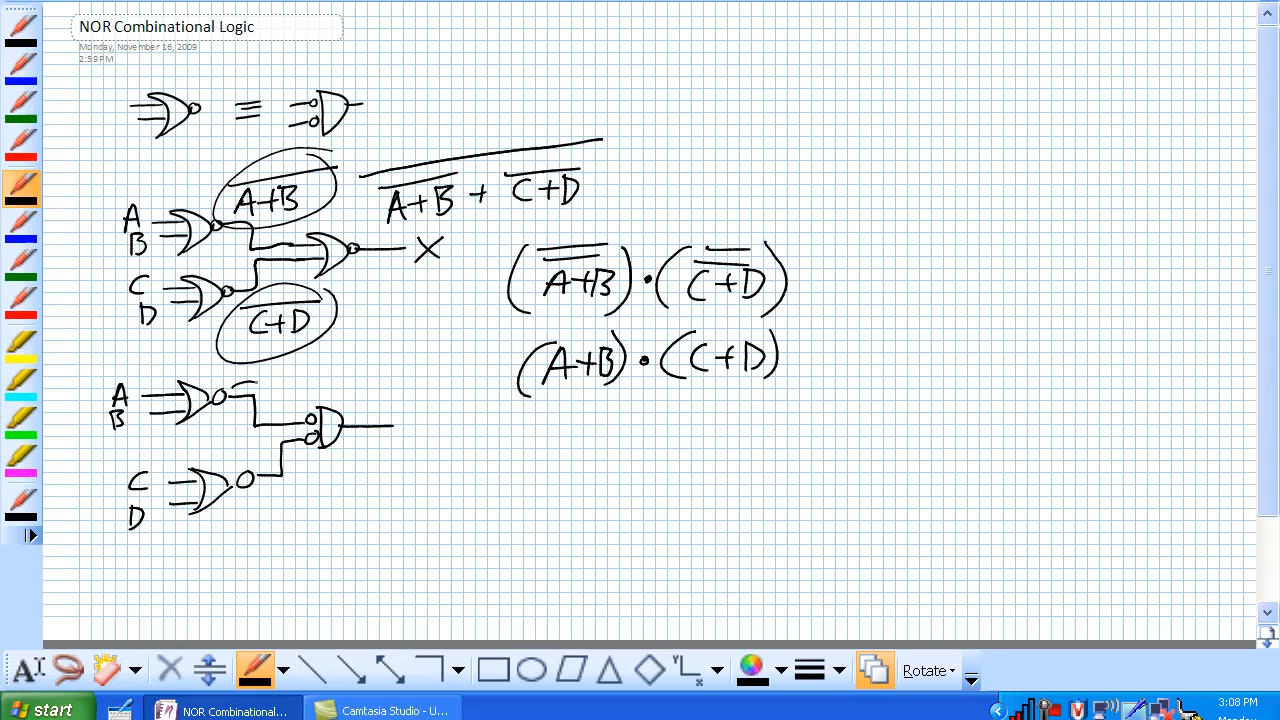 NOR Combinational Logic
Monday, November 16, 2009
2:59 PM
≡
A+B
A+B + C+D
A
B
X
C
D
C+D
(A+B)·(C+D)
(A+B)·(C+D)
A
B
C
D
A
Rotate
start
NOR Combinational...
Camtasia Studio - U...
3:08 PM
Monday